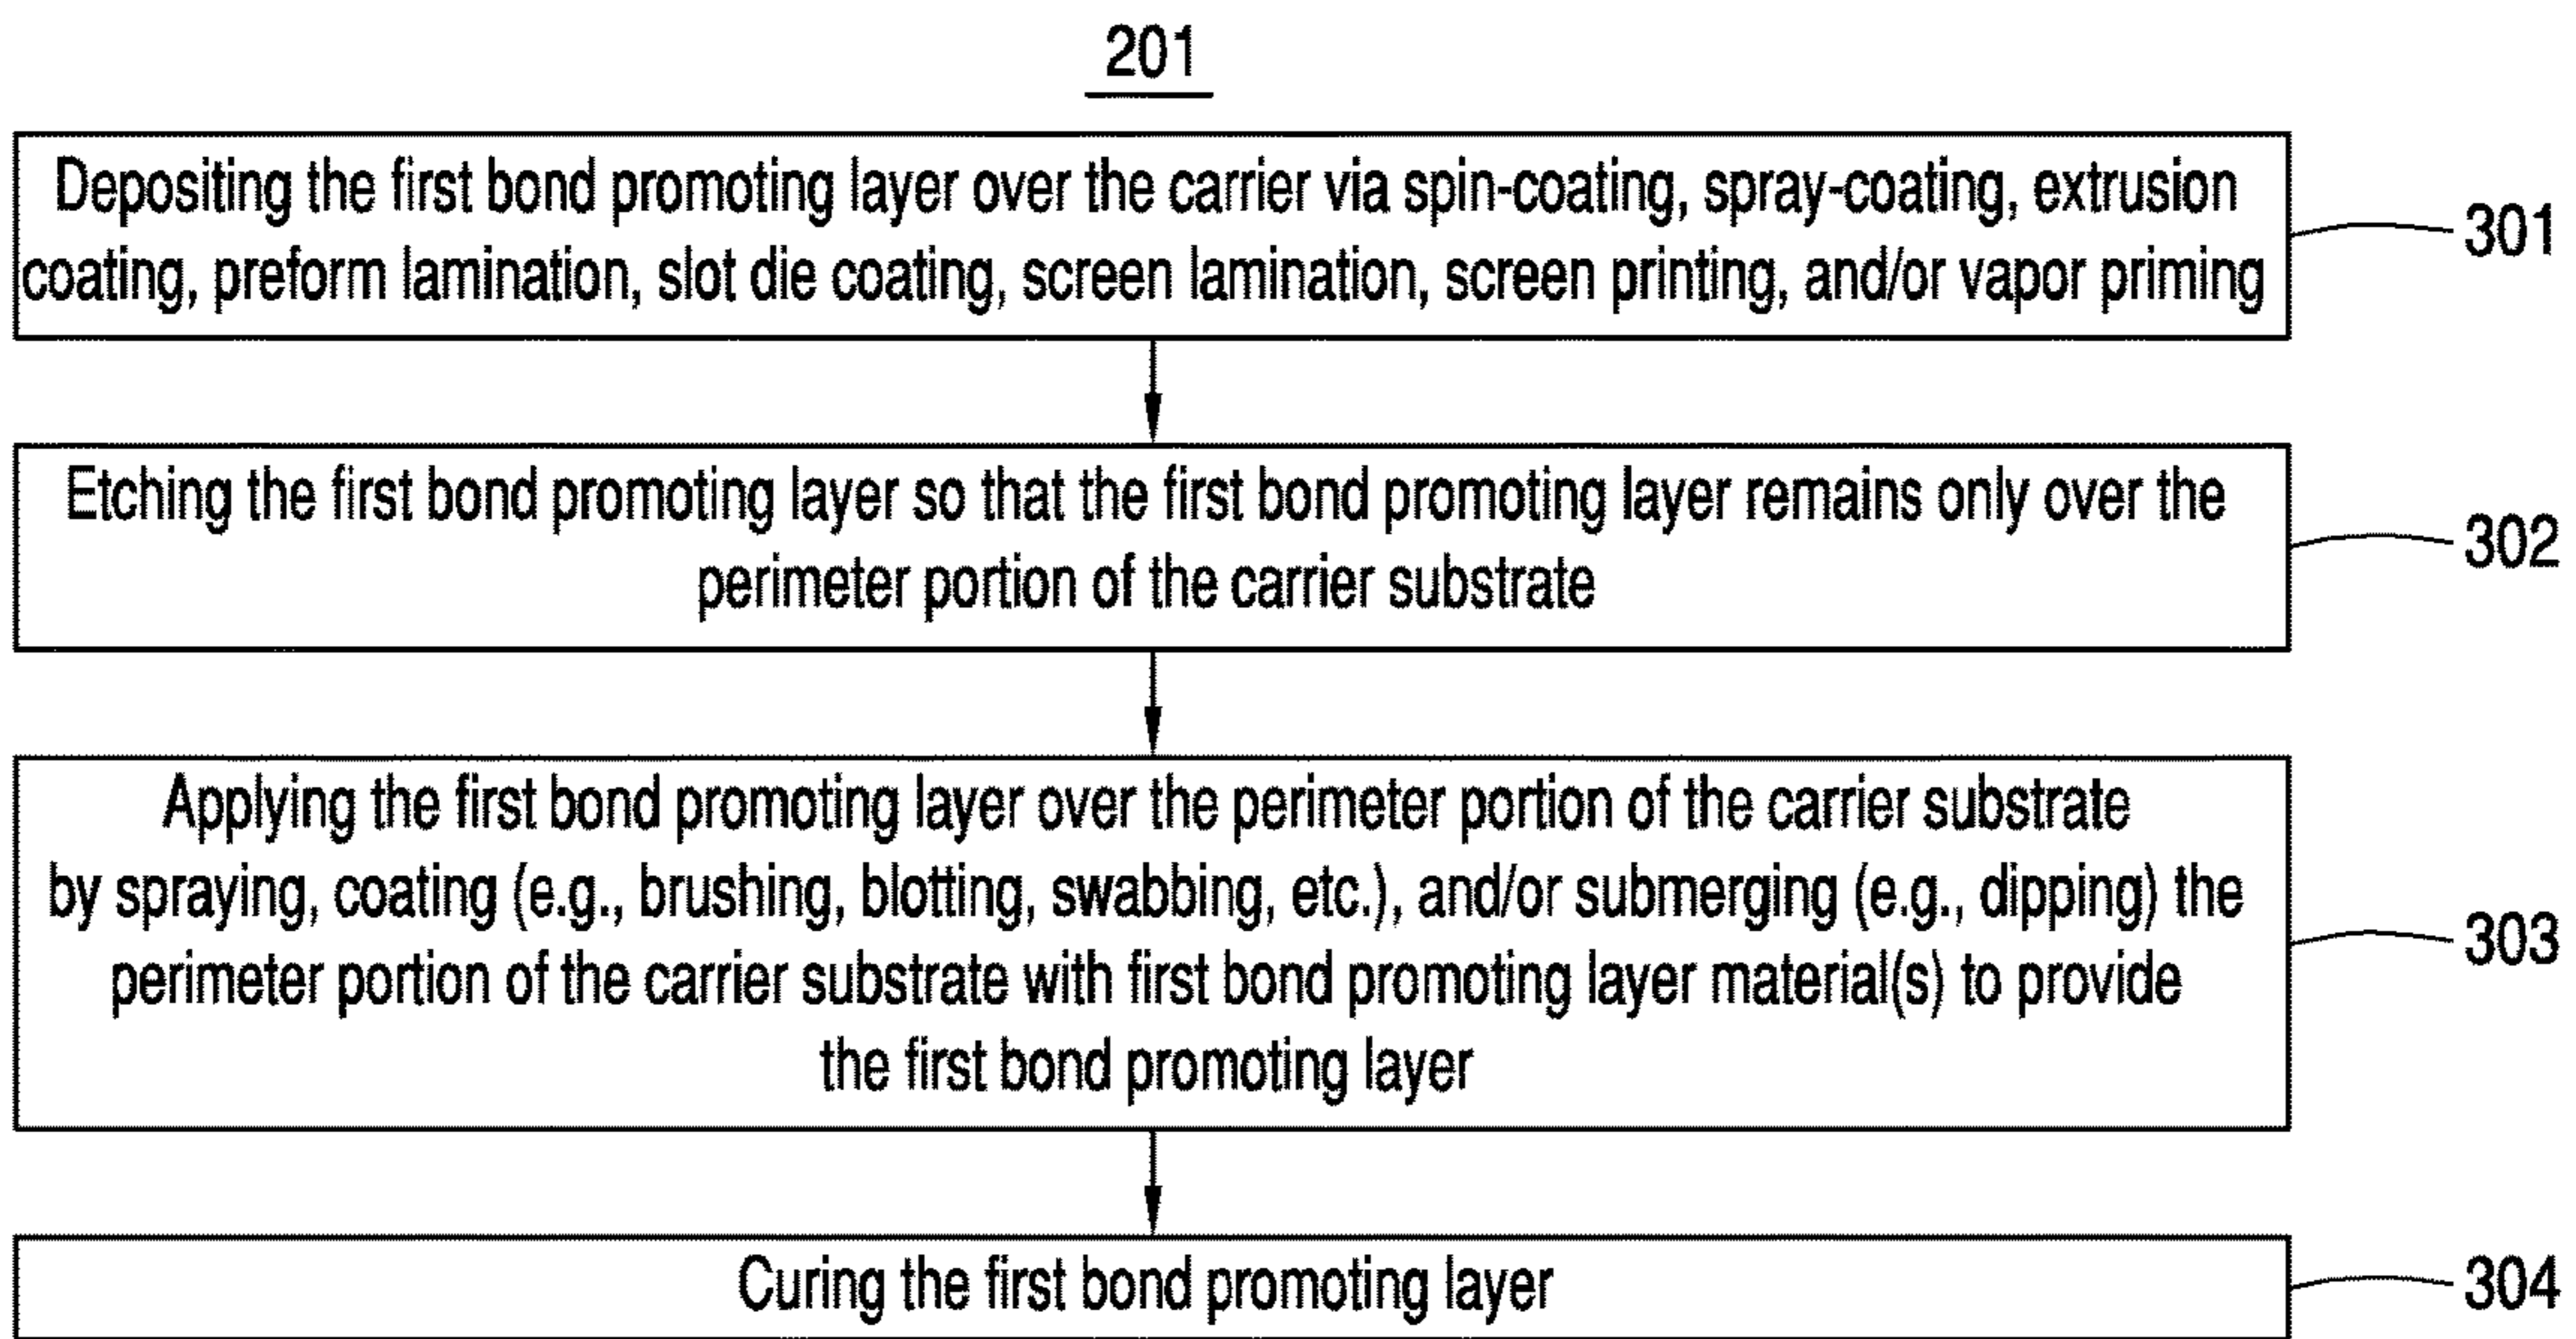 201
Depositing the first bond promoting layer over the carrier via spin-coating, spray-coating, extrusion
coating, preform lamination, slot die coating, screen lamination, screen printing, and/or vapor priming
301
Etching the first bond promoting layer so that the first bond promoting layer remains only over the
perimeter portion of the carrier substrate
302
Applying the first bond promoting layer over the perimeter portion of the carrier substrate
by spraying, coating (e.g., brushing, blotting, swabbing, etc.), and/or submerging (e.g., dipping) the
perimeter portion of the carrier substrate with first bond promoting layer material(s) to provide
the first bond promoting layer
303
Curing the first bond promoting layer
304